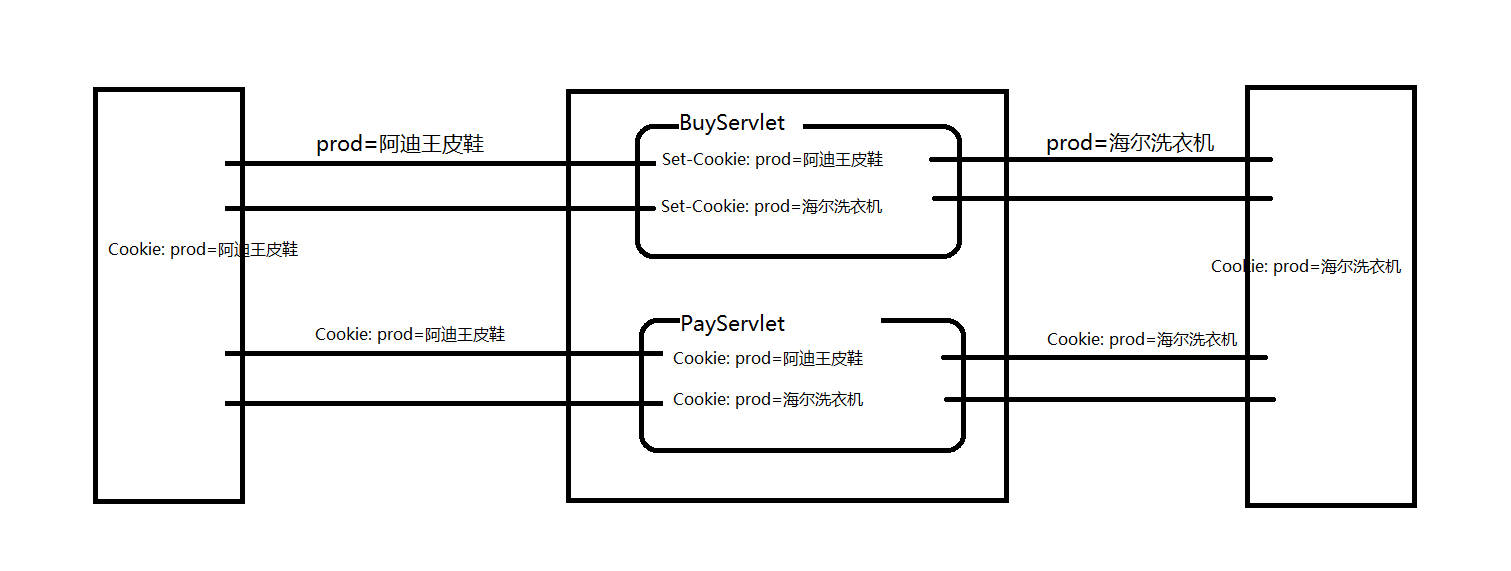 BuyServlet
prod=阿迪王皮鞋
prod=海尔洗衣机
Set-Cookie: prod=阿迪王皮鞋
Set-Cookie: prod=海尔洗衣机
Cookie: prod=阿迪王皮鞋
Cookie: prod=海尔洗衣机
PayServlet
Cookie: prod=阿迪王皮鞋
Cookie: prod=海尔洗衣机
Cookie: prod=阿迪王皮鞋
Cookie: prod=海尔洗衣机